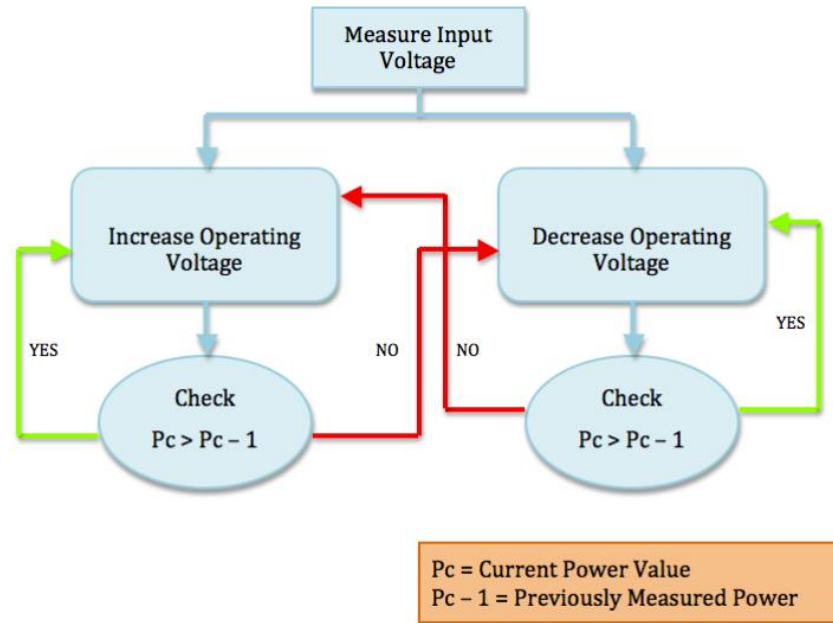 Measure Input
Voltage
Increase Operating
Voltage
Decrease Operating
Voltage
YES
NO
NO
YES
Check
Pc > Pc – 1
Check
Pc > Pc – 1
Pc = Current Power Value
Pc – 1 = Previously Measured Power